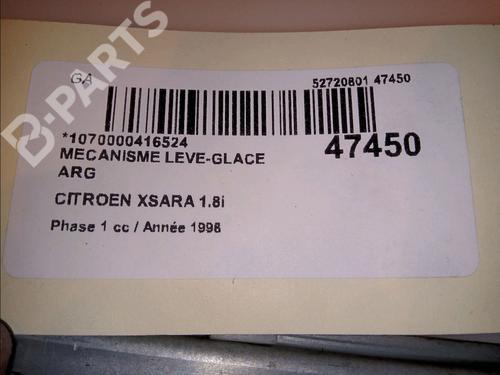 GA
52720801 47450
*1070000416524
47450
MECANISME LEVE-GLACE
ARG
CITROEN XSARA 1.8i
Phase 1 cc / Année 1998
B-PARTS